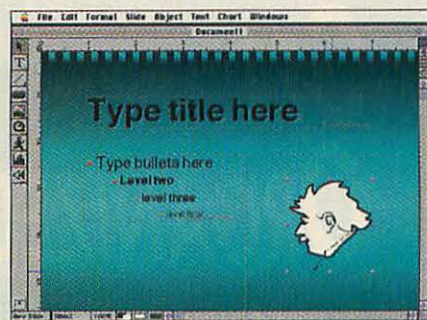 File Edit Format Slide Object Text Chart Windows
Document1
Type title here
Type bullets here
Level two
level three